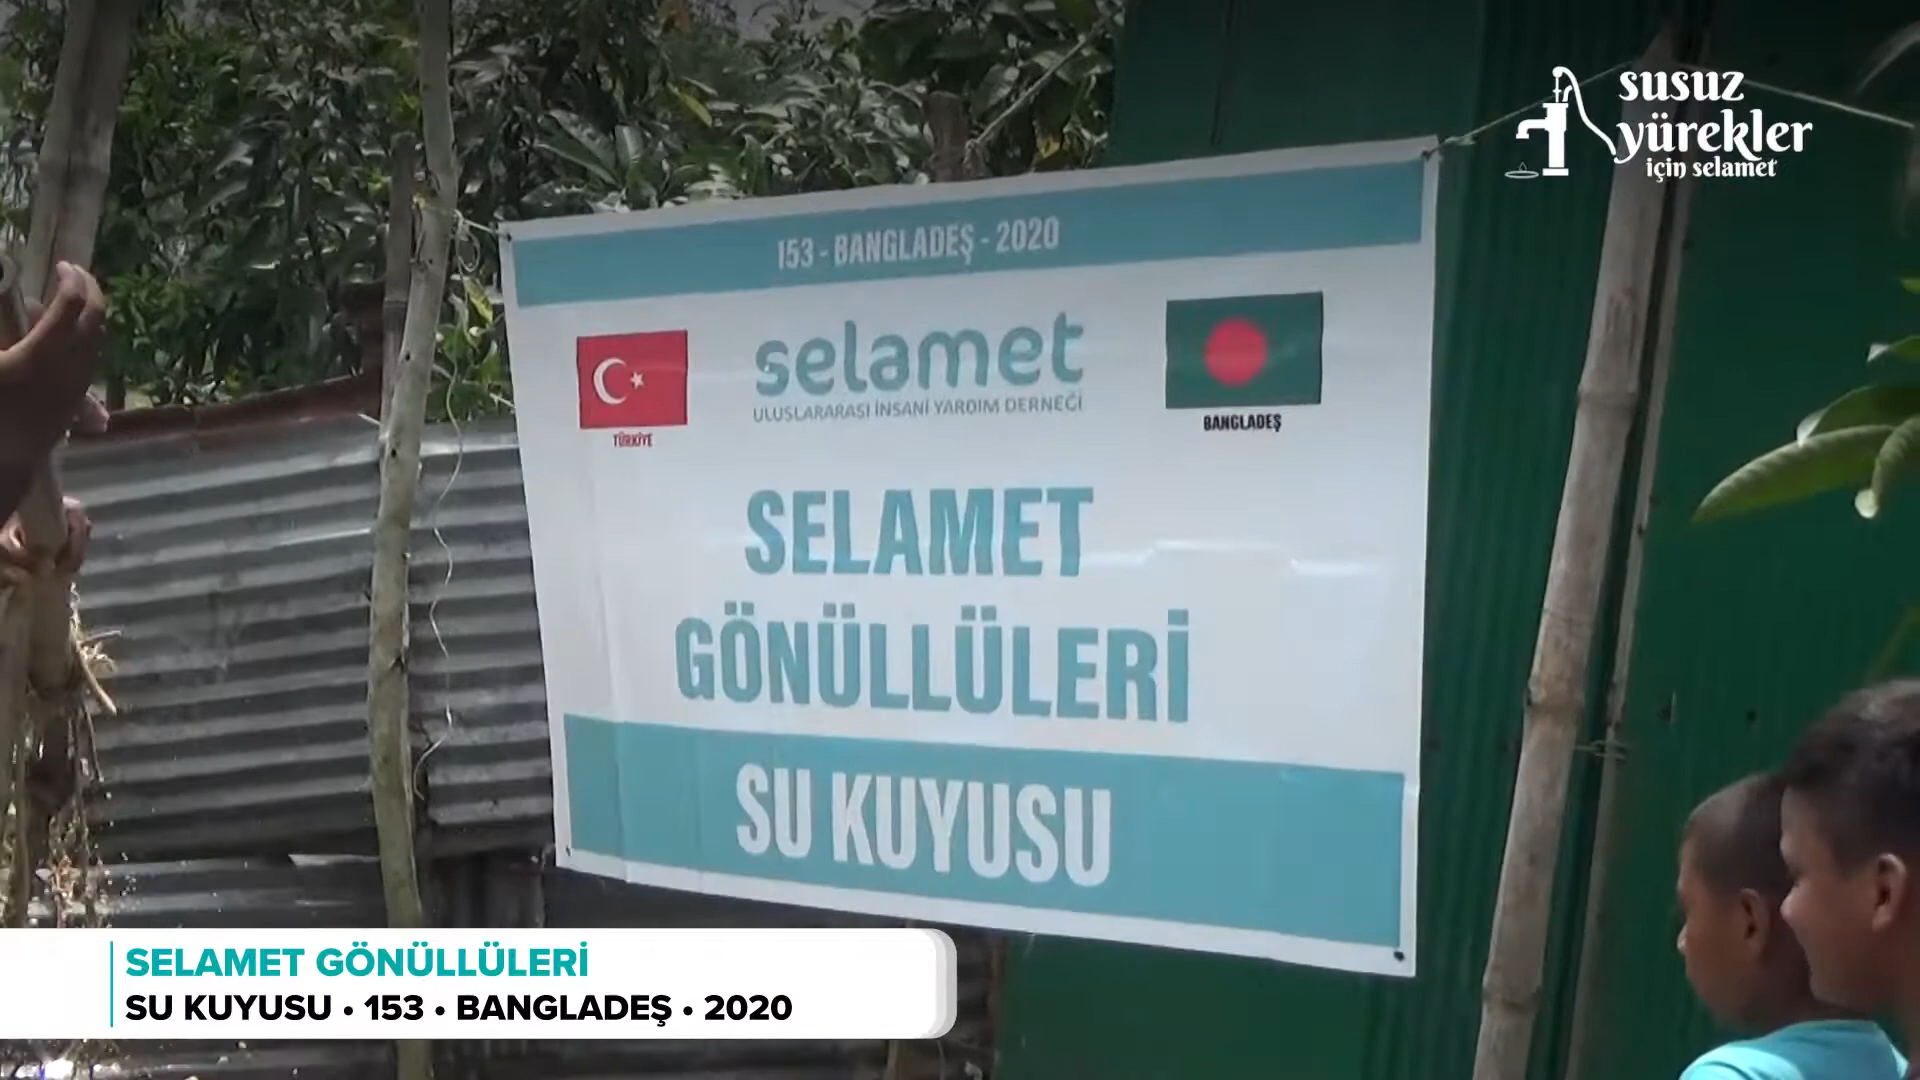 susuz
yürekler
için selamet
153 - BANGLADEŞ - 2020
selamet
ULUSLARARASI İNSANİ YARDIM DERNEĞİ
TÜRKİYE
BANGLADEŞ
SELAMET
GÖNÜLLÜLERİ
SU KUYUSU
SELAMET GÖNÜLLÜLERİ
SU KUYUSU • 153 • BANGLADEŞ • 2020